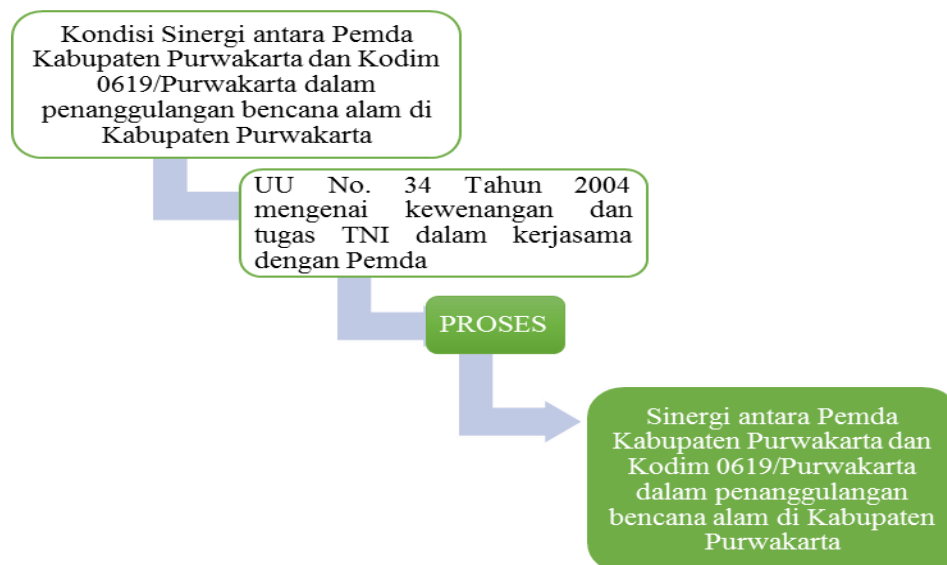 Kondisi Sinergi antara Pemda
Kabupaten Purwakarta dan Kodim
0619/Purwakarta dalam
penanggulangan bencana alam di
Kabupaten Purwakarta
UU No. 34 Tahun 2004
mengenai kewenangan dan
tugas TNI dalam kerjasama
dengan Pemda
PROSES
Sinergi antara Pemda
Kabupaten Purwakarta dan
Kodim 0619/Purwakarta
dalam penanggulangan
bencana alam di Kabupaten
Purwakarta